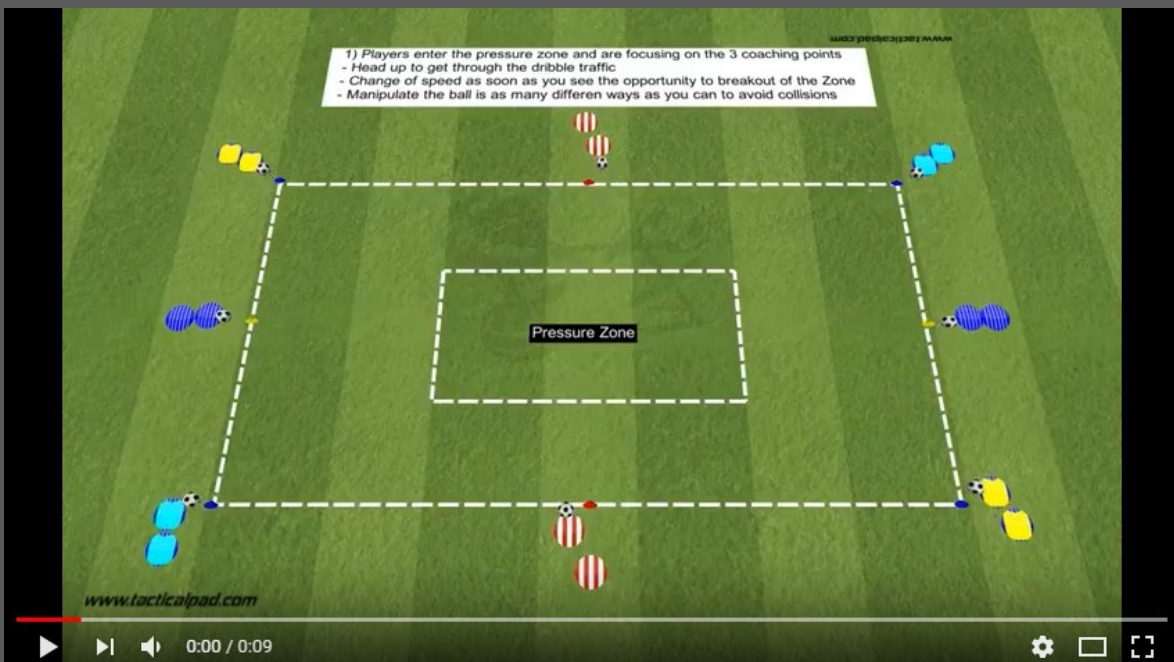 www.tacticalpad.com
1) Players enter the pressure zone and are focusing on the 3 coaching points
- Head up to get through the dribble traffic
- Change of speed as soon as you see the opportunity to breakout of the Zone
- Manipulate the ball is as many differen ways as you can to avoid collisions
Pressure Zone
www.tacticalpad.com
0:00 / 0:09